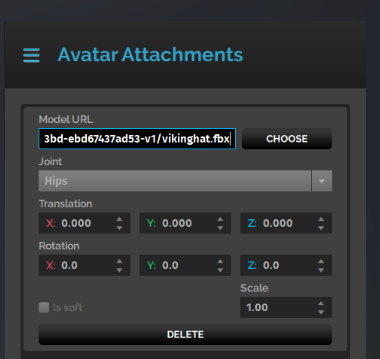 Avatar Attachments
Model URL
3bd-ebd67437ad53-v1/vikinghat.fbx CHOOSE
Joint
Hips
Translation
X: 0.000 Y: 0.000 Z: 0.000
Rotation
X: 0.0 Y: 0.0 Z: 0.0
Scale
Is soft 1.00
DELETE